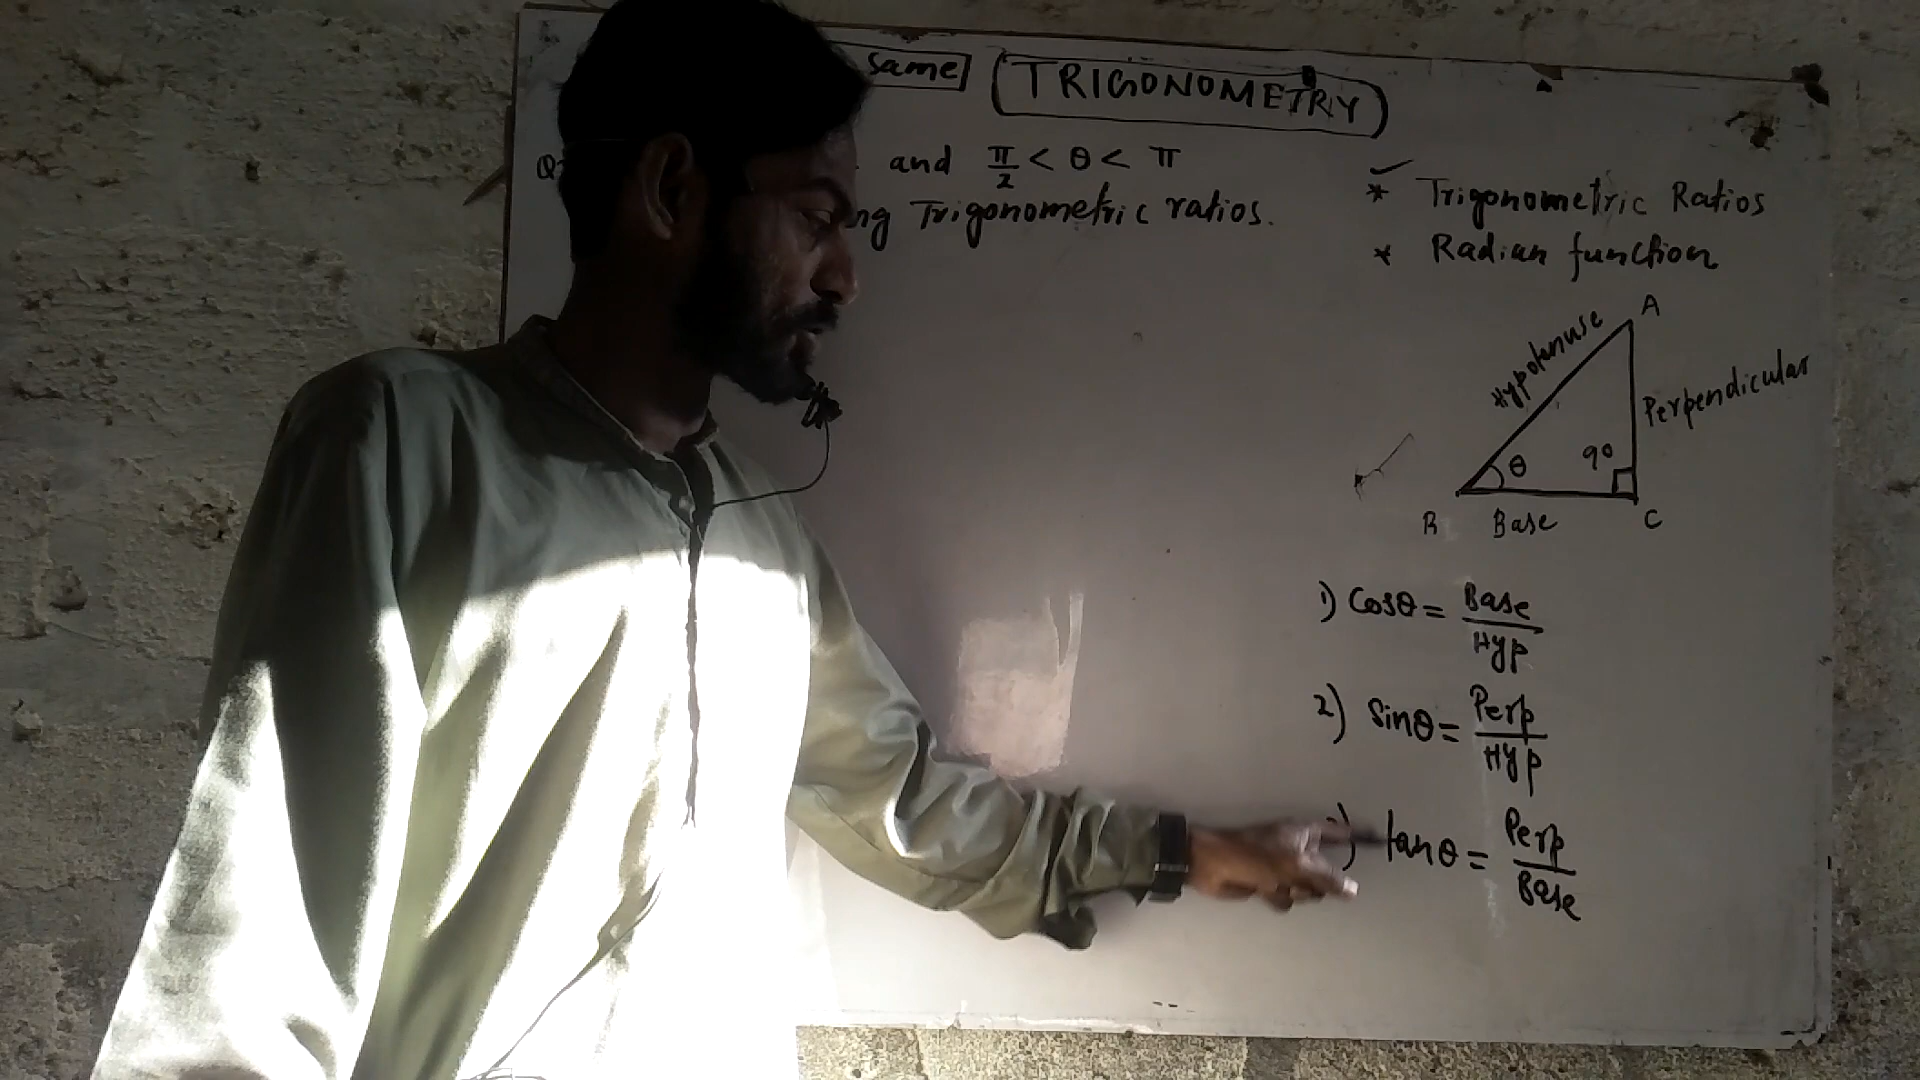 same TRIGONOMETRY
Q and π/2 < θ < π
ng Trigonometric ratios.
* Trigonometric Ratios
* Radian function
A
Hypotenuse
Perpendicular
θ 90
B Base C
1) Cosθ = Base/Hyp
2) Sinθ = Perp/Hyp
) tanθ = Perp/Base